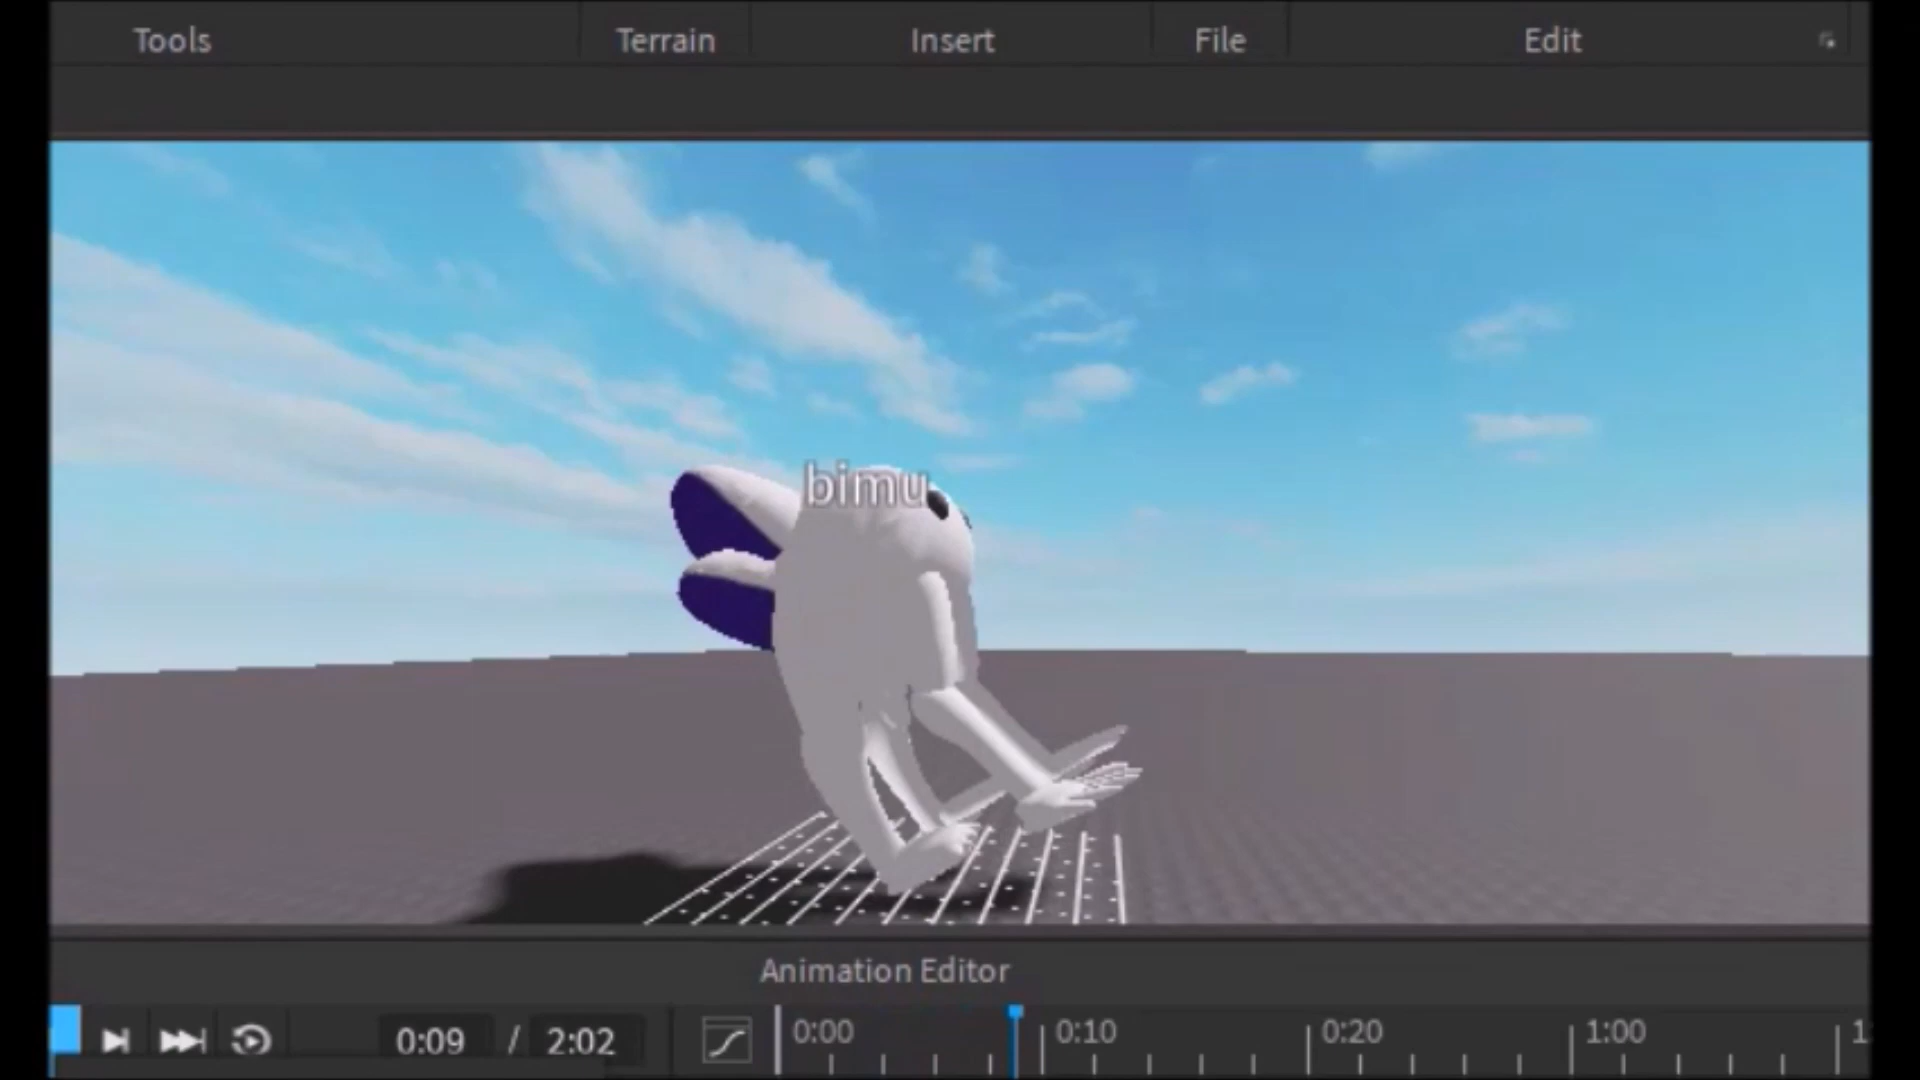 Tools Terrain Insert File Edit
bimu
Animation Editor
0:09 / 2:02 0:00 0:10 0:20 1:00